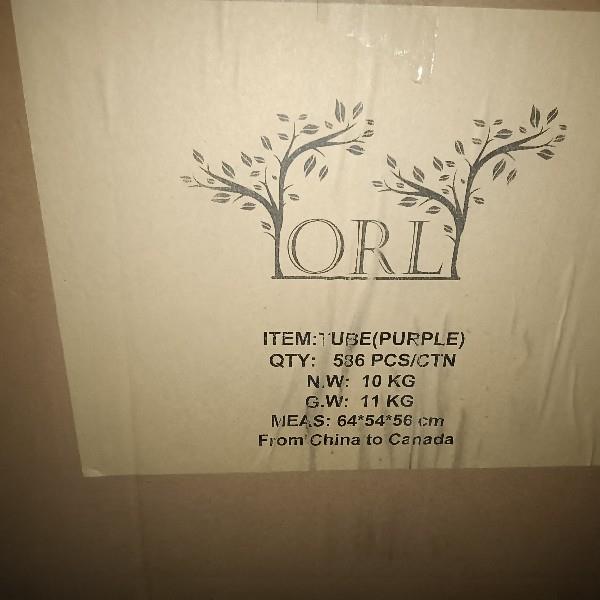 ORL
ITEM:TUBE(PURPLE)
QTY: 586 PCS/CTN
N.W: 10 KG
G.W: 11 KG
MEAS: 64*54*56 cm
From China to Canada